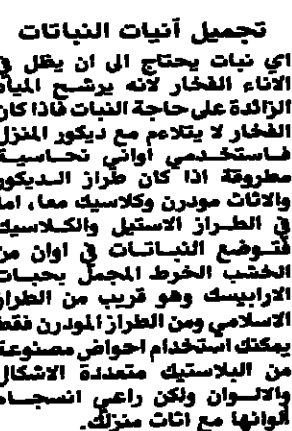 تجميل آنيات النباتات
اي نبات يحتاج الى ان يظل في
الاناء الفخار لانه يرشح المياه
الزائدة على حاجة النبات فاذا كان
الفخار لا يتلاءم مع ديكور المنزل
فاستخدمي اواني نحاسية
مطروقة اذا كان طراز الديكور
والاثاث مودرن وكلاسيك معا، اما
في الطراز الاستيل والكلاسيك
فتوضع النباتات في اوان من
الخشب الخرط المجمل بحبات
الارابيسك وهو قريب من الطراز
الاسلامي ومن الطراز المودرن فقط
يمكنك استخدام احواض مصنوعة
من البلاستيك متعددة الاشكال
والالوان ولكن راعي انسجام
الوانها مع اثاث منزلك.